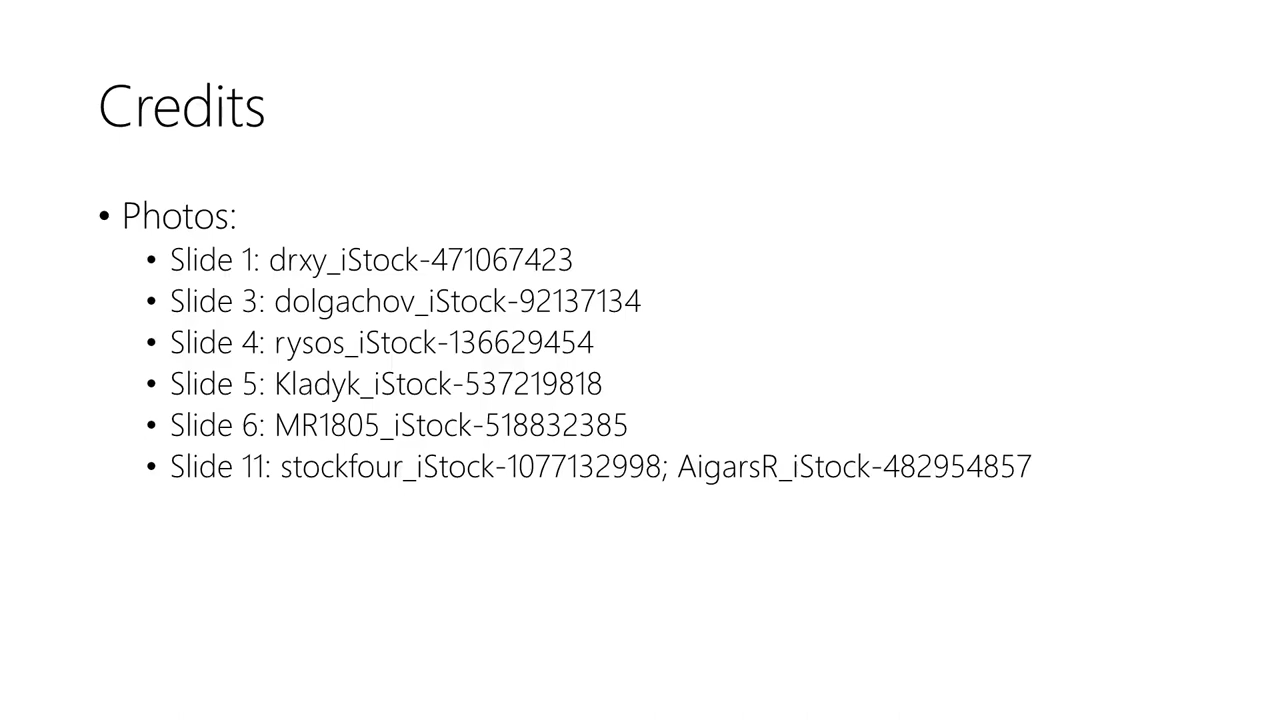 Credits
• Photos:
• Slide 1: drxy_iStock-471067423
• Slide 3: dolgachov_iStock-92137134
• Slide 4: rysos_iStock-136629454
• Slide 5: Kladyk_iStock-537219818
• Slide 6: MR1805_iStock-518832385
• Slide 11: stockfour_iStock-1077132998; AigarsR_iStock-482954857